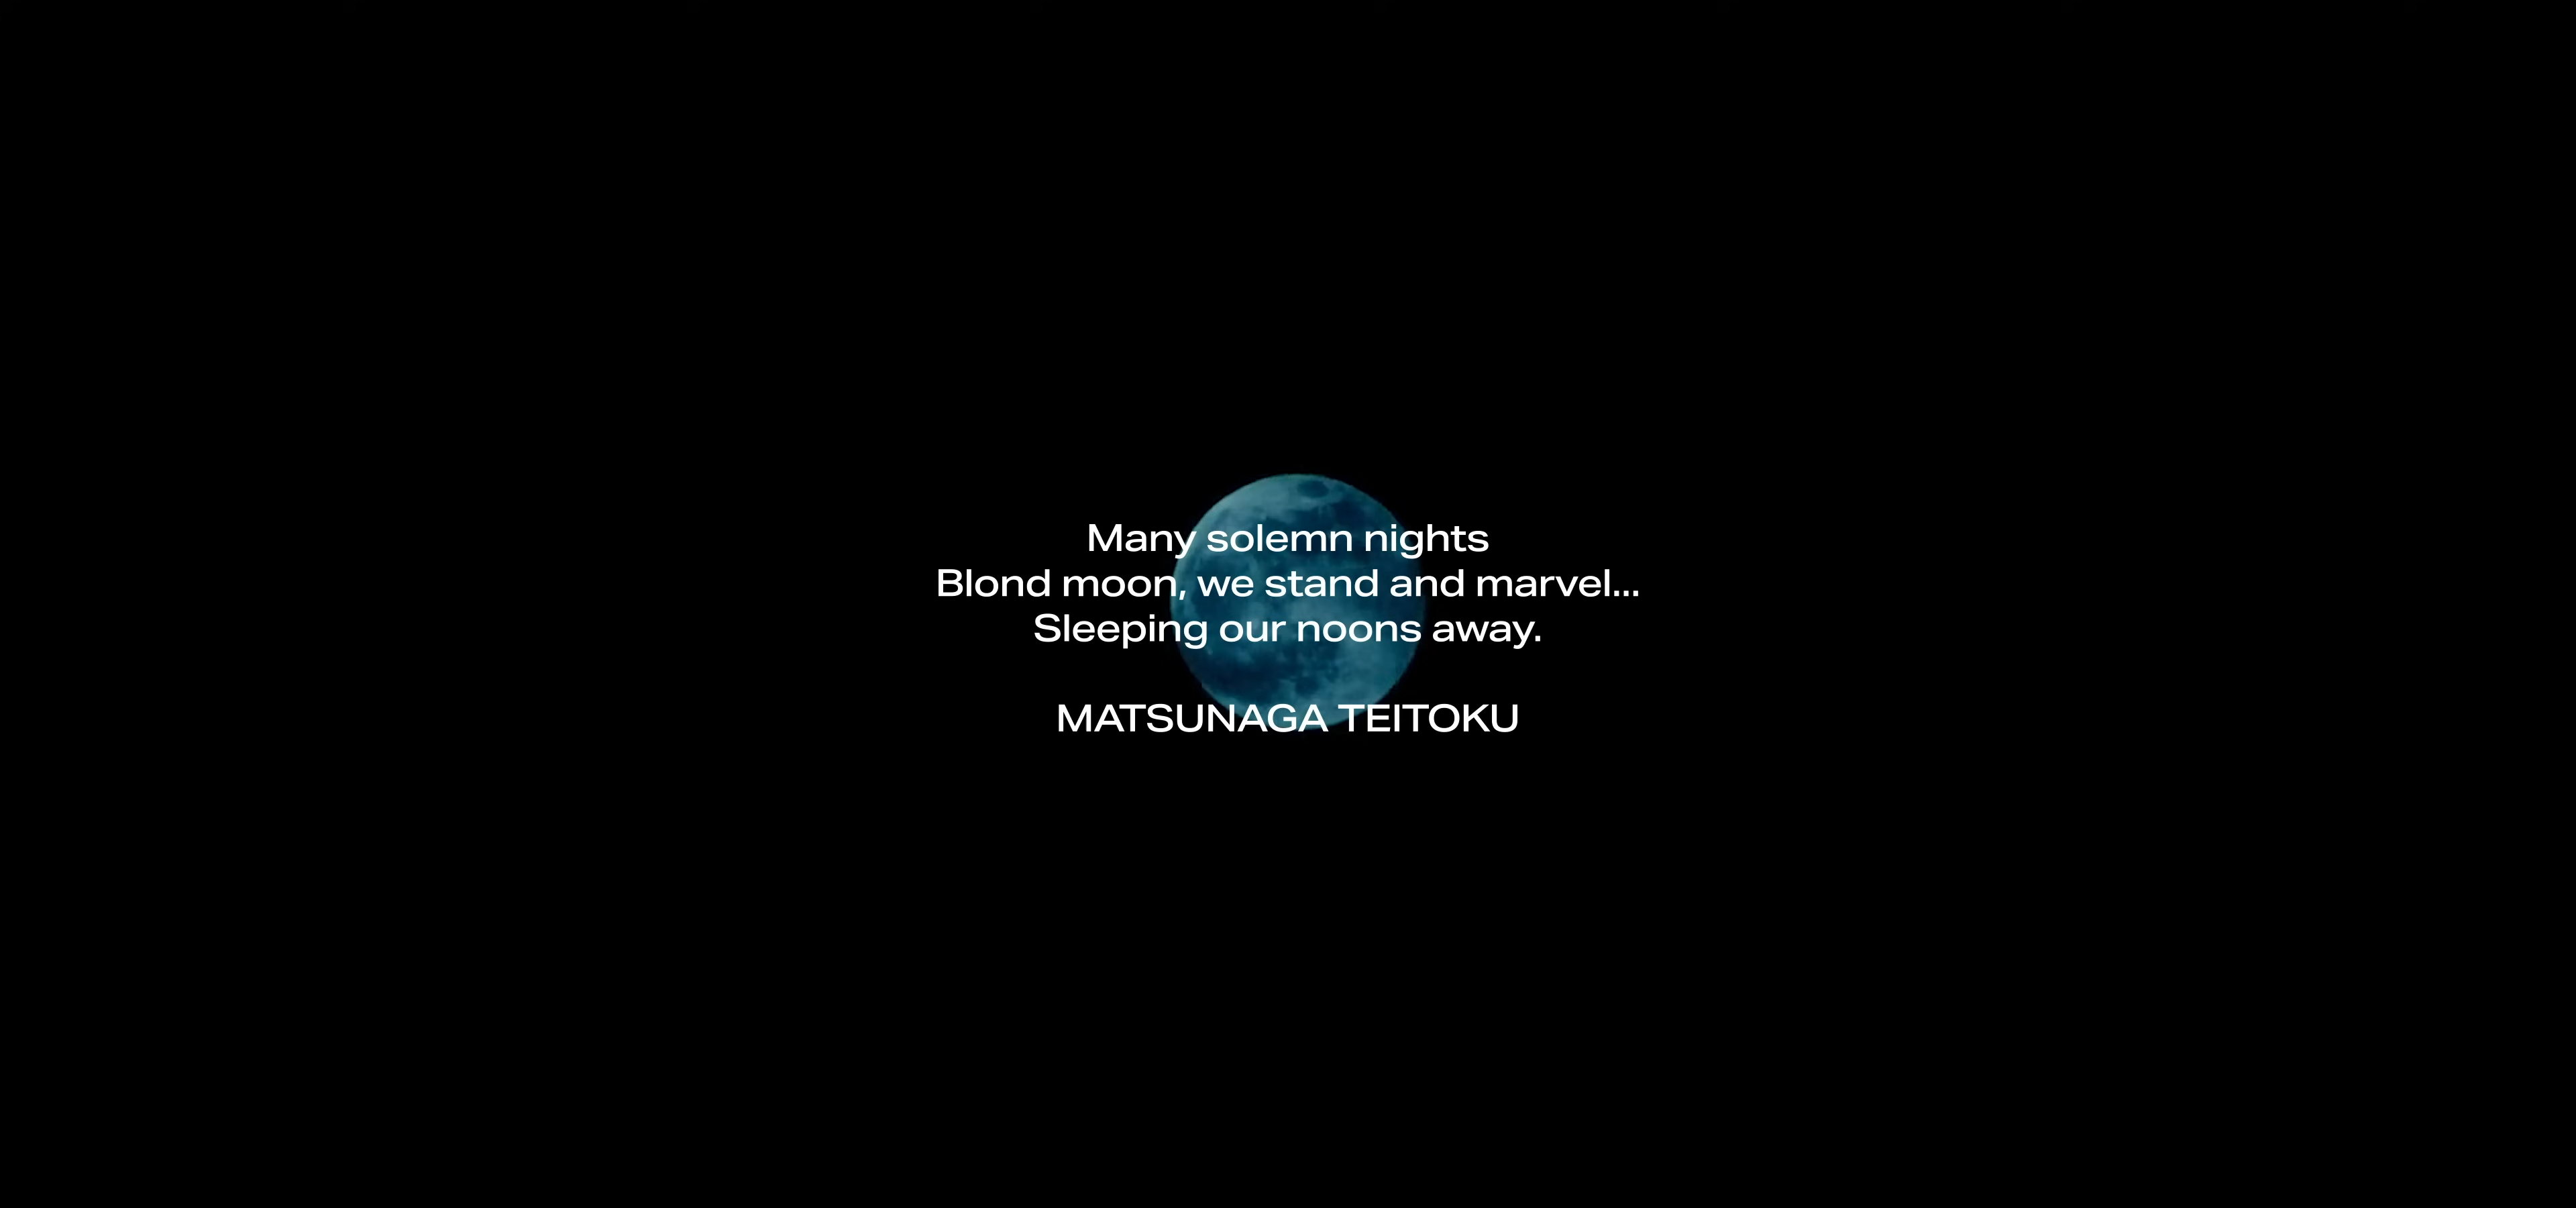 Many solemn nights
Blond moon, we stand and marvel...
Sleeping our noons away.
MATSUNAGA TEITOKU